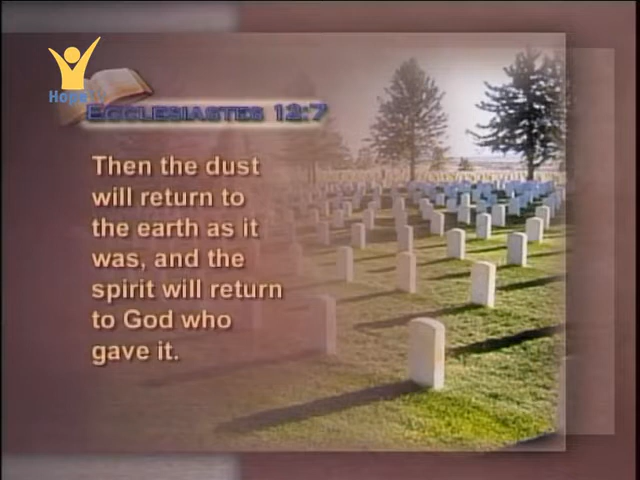 Hope
ECCLESIASTES 12:7
Then the dust
will return to
the earth as it
was, and the
spirit will return
to God who
gave it.